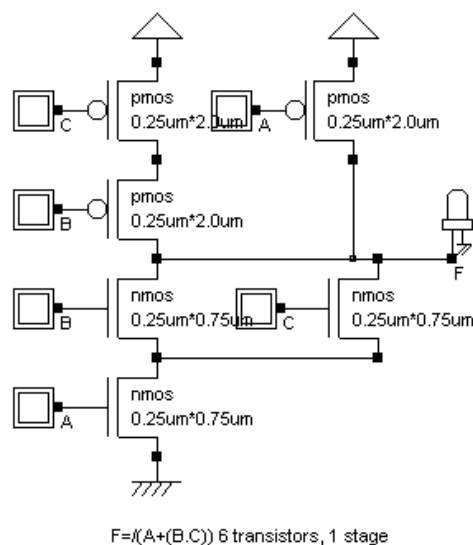 pmos
pmos
C
0.25um*2.0um
A
0.25um*2.0um
pmos
B
0.25um*2.0um
F
nmos
nmos
B
0.25um*0.75um
C
0.25um*0.75um
nmos
A
0.25um*0.75um
F=/(A+(B.C)) 6 transistors, 1 stage